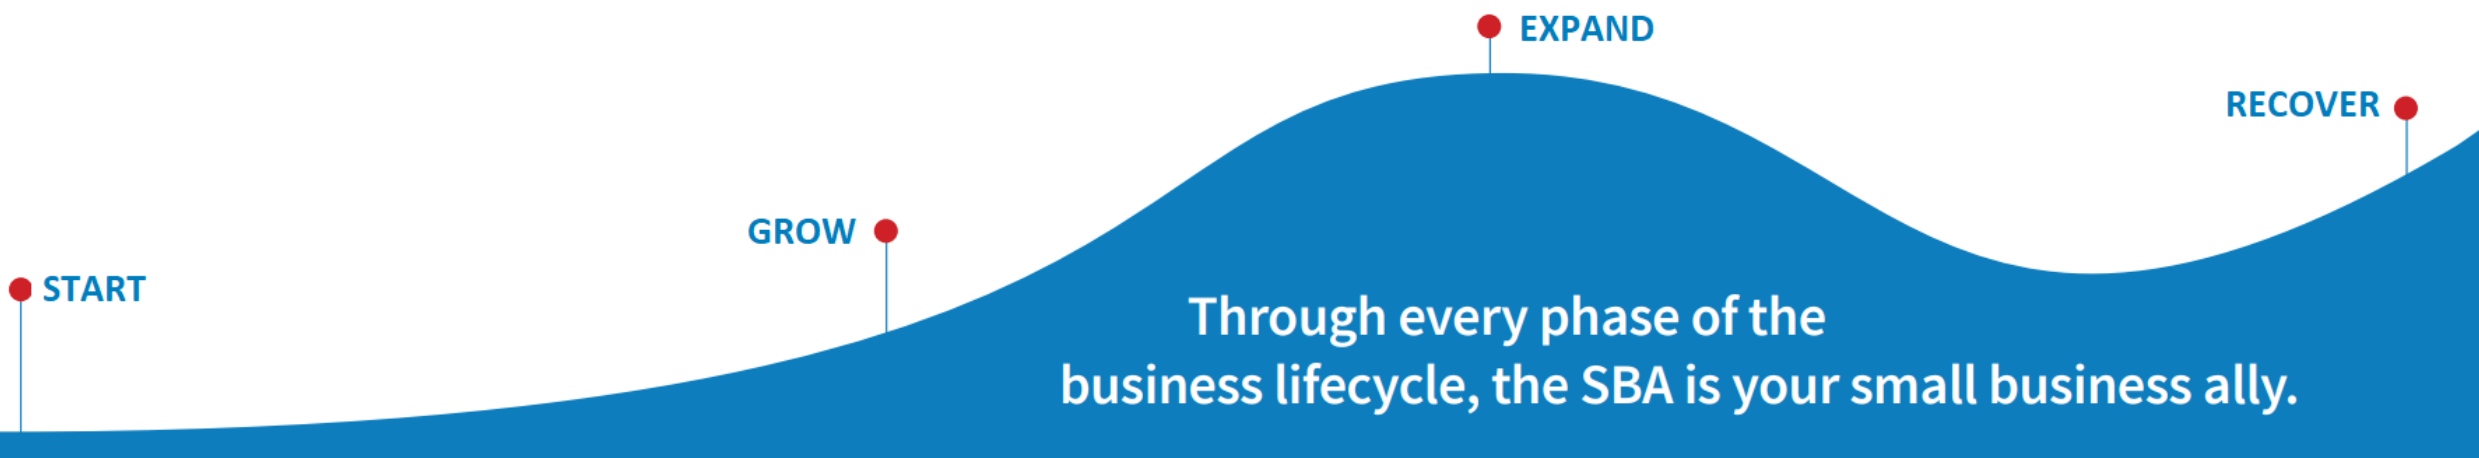 EXPAND
RECOVER
GROW
START
Through every phase of the
business lifecycle, the SBA is your small business ally.